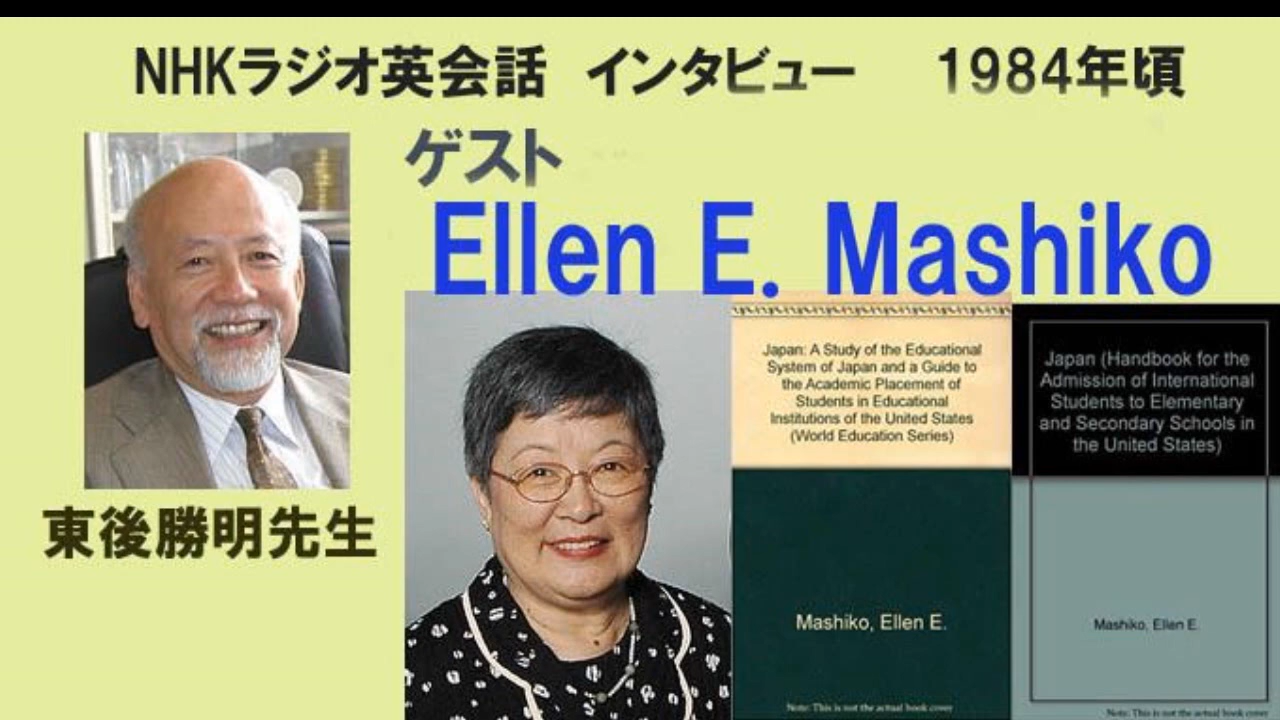 NHKラジオ英会話 インタビュー 1984年頃
ゲスト
Ellen E. Mashiko
東後勝明先生
Japan: A Study of the Educational
System of Japan and a Guide to
the Academic Placement of
Students in Educational
Institutions of the United States
(World Education Series)
Mashiko, Ellen E.
Note: This is not the actual book cover
Japan (Handbook for the
Admission of International
Students to Elementary
and Secondary Schools in
the United States)
Mashiko, Ellen E.
Note: This is not the actual book cover